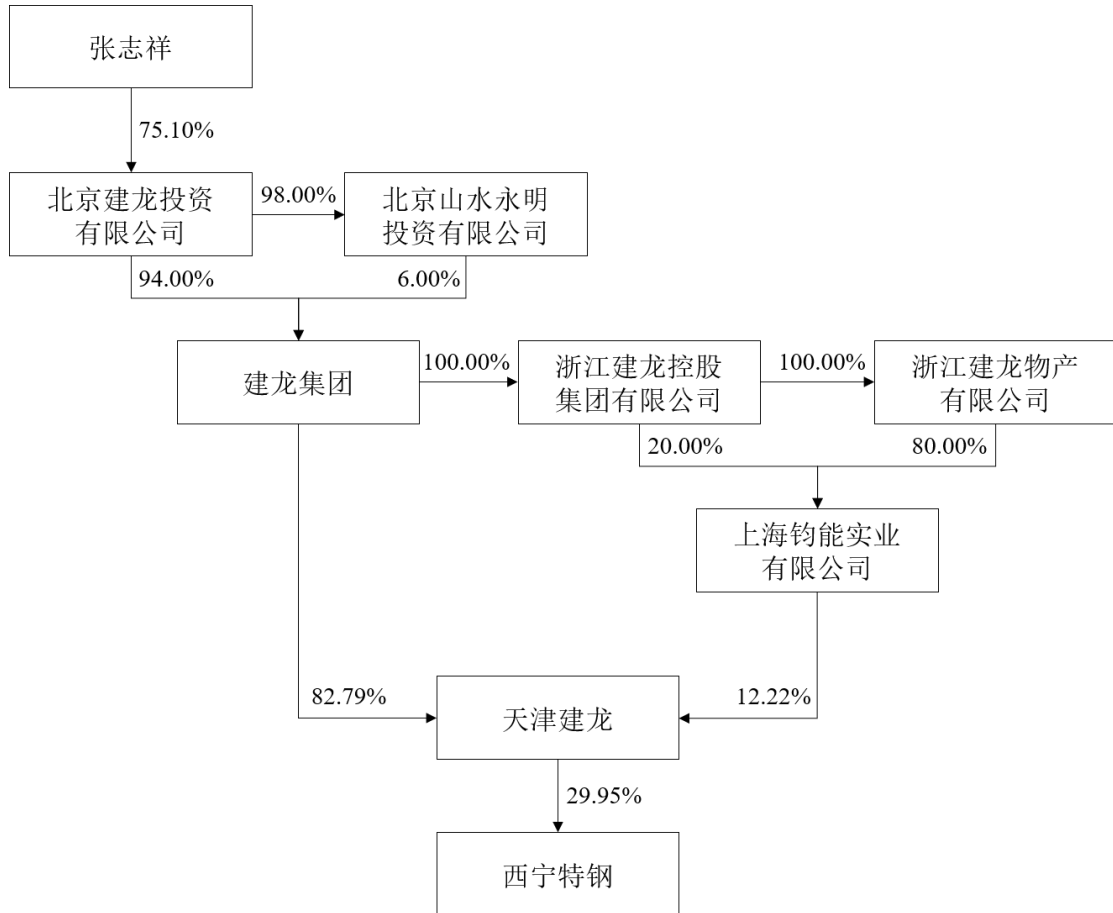 张志祥
75.10%
北京建龙投资
有限公司
98.00%
北京山水永明
投资有限公司
94.00%
6.00%
建龙集团
100.00%
浙江建龙控股
集团有限公司
100.00%
浙江建龙物产
有限公司
20.00%
80.00%
上海钧能实业
有限公司
82.79%
天津建龙
12.22%
29.95%
西宁特钢